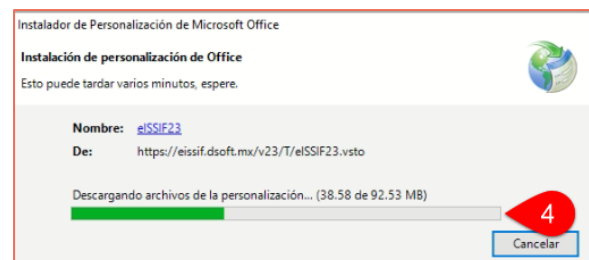 Instalador de Personalización de Microsoft Office
Instalación de personalización de Office
Esto puede tardar varios minutos, espere.
Nombre: eISSIF23
De: https://eissif.dsoft.mx/v23/T/eISSIF23.vsto
Descargando archivos de la personalización... (38.58 de 92.53 MB)
4
Cancelar